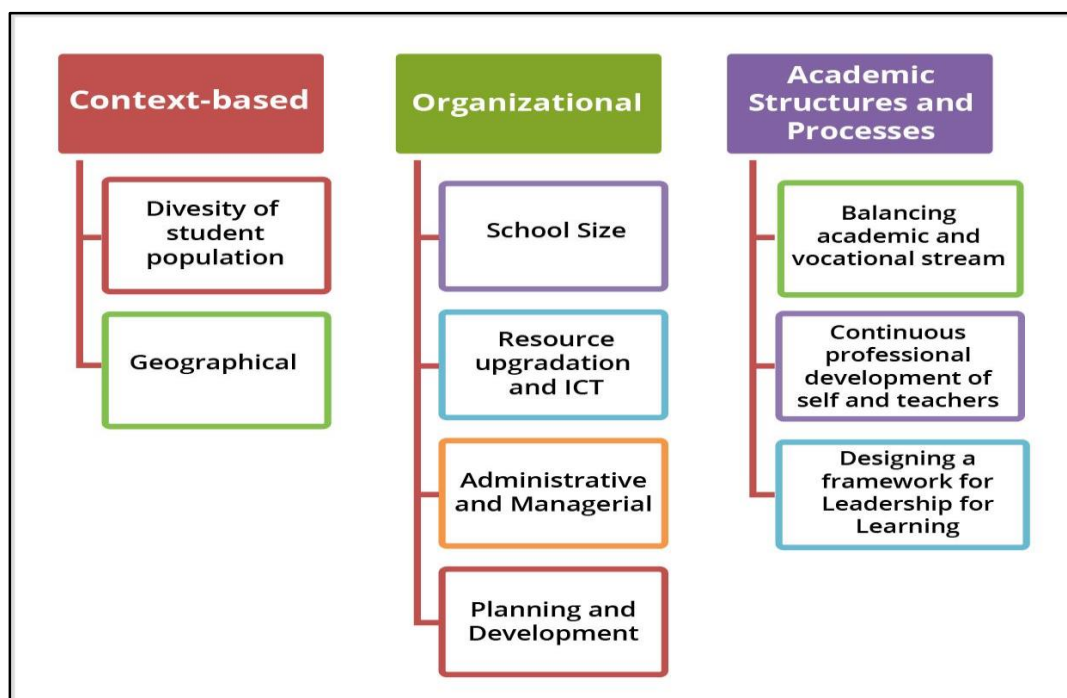 Context-based
Divesity of
student
population
Geographical
Organizational
School Size
Resource
upgradation
and ICT
Administrative
and Managerial
Planning and
Development
Academic
Structures and
Processes
Balancing
academic and
vocational stream
Continuous
professional
development of
self and teachers
Designing a
framework for
Leadership for
Learning